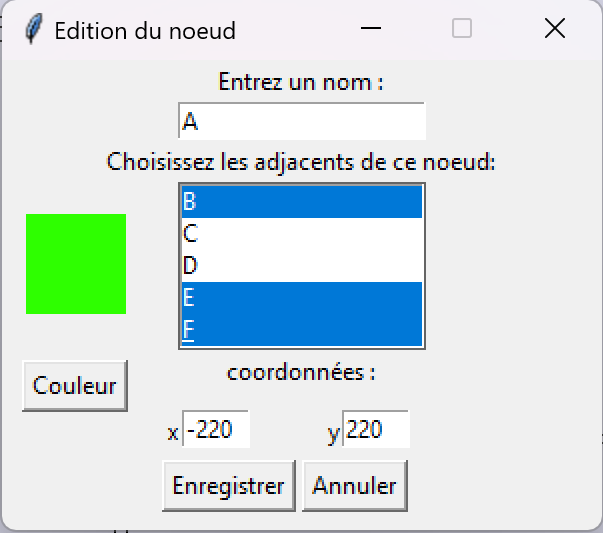 Edition du noeud
Entrez un nom :
A
Choisissez les adjacents de ce noeud:
B
C
D
E
F
Couleur
coordonnées :
x -220 y 220
Enregistrer Annuler